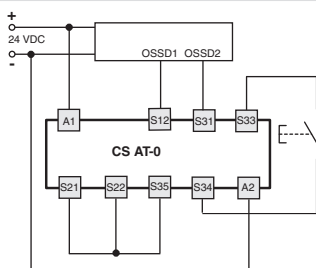 +
24 VDC
-
OSSD1 OSSD2
A1 S12 S31 S33
CS AT-0
S21 S22 S35 S34 A2